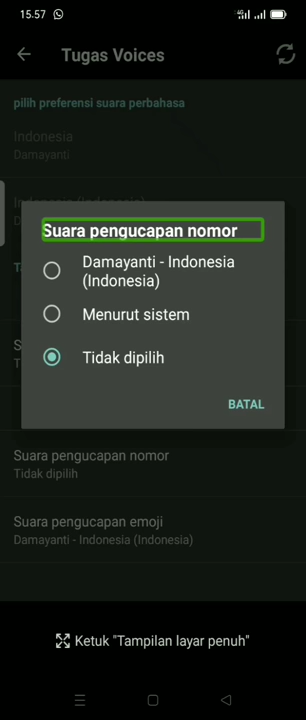 15.57
Tugas Voices
pilih preferensi suara perbahasa
Indonesia
Damayanti
Suara pengucapan nomor
Damayanti - Indonesia
(Indonesia)
Menurut sistem
Tidak dipilih
BATAL
Suara pengucapan nomor
Tidak dipilih
Suara pengucapan emoji
Damayanti - Indonesia (Indonesia)
Ketuk "Tampilan layar penuh"